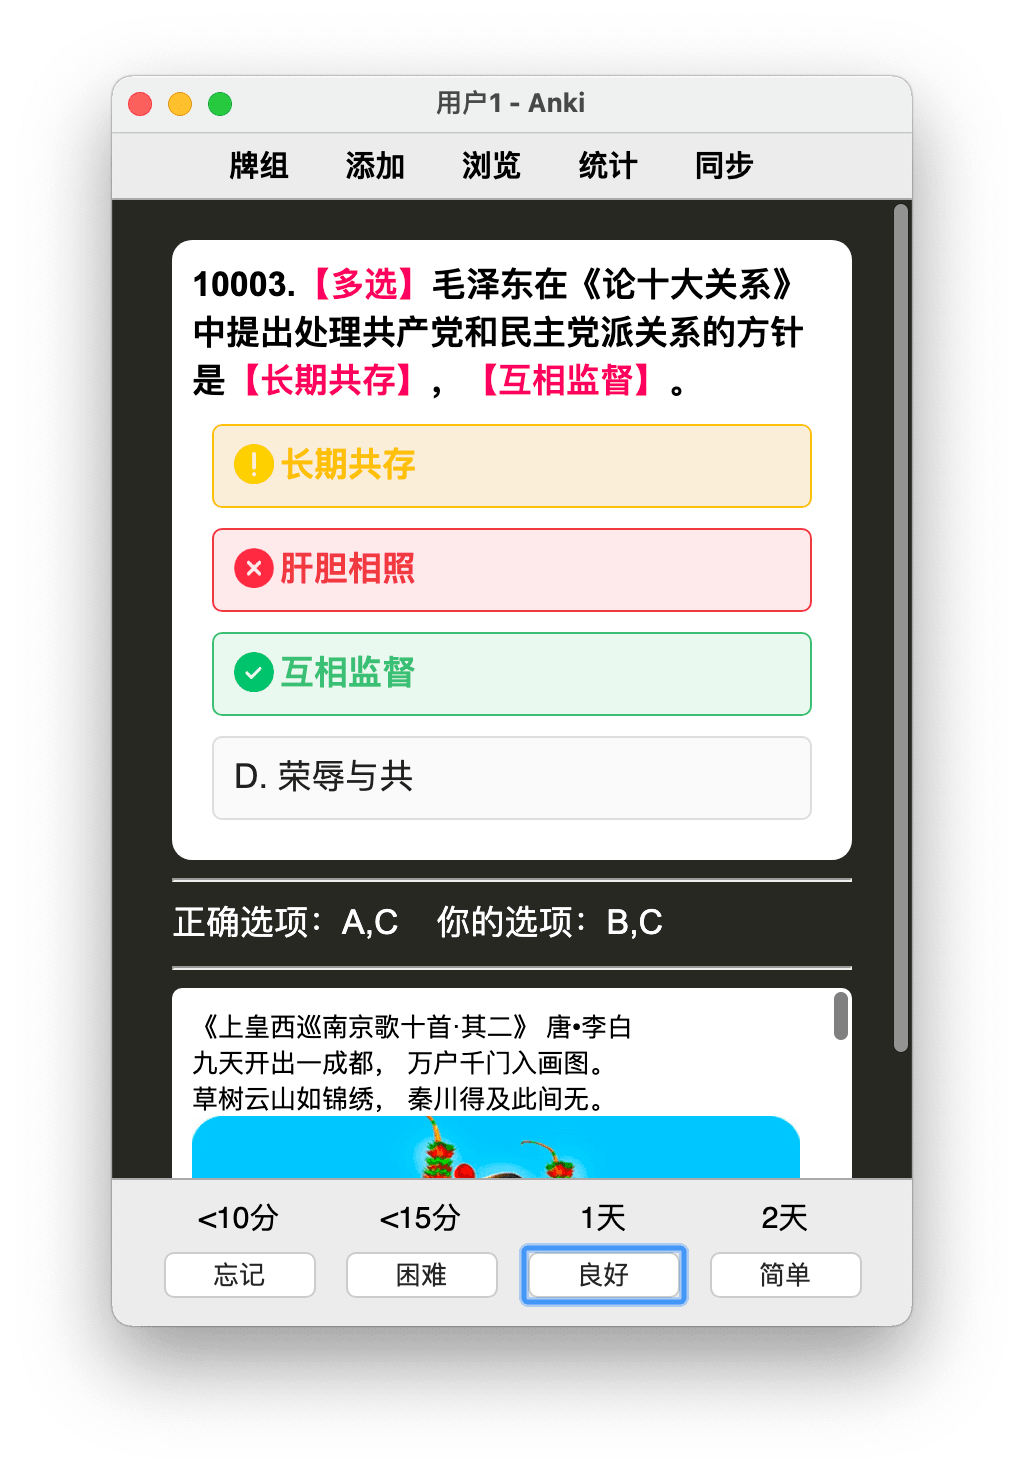 用户1 - Anki
牌组 添加 浏览 统计 同步
10003.【多选】毛泽东在《论十大关系》
中提出处理共产党和民主党派关系的方针
是【长期共存】，【互相监督】。
长期共存
肝胆相照
互相监督
D. 荣辱与共
正确选项：A,C 你的选项：B,C
《上皇西巡南京歌十首·其二》 唐•李白
九天开出一成都， 万户千门入画图。
草树云山如锦绣， 秦川得及此间无。
<10分 <15分 1天 2天
忘记 困难 良好 简单